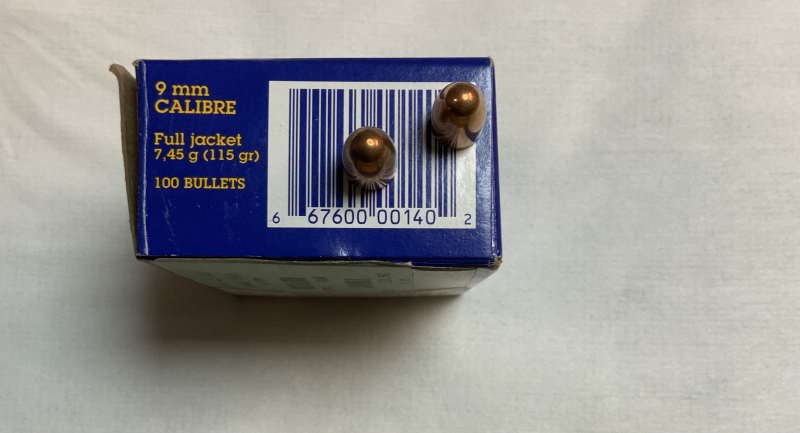 9 mm
CALIBRE
Full jacket
7,45 g (115 gr)
100 BULLETS
6 67600 00140 2